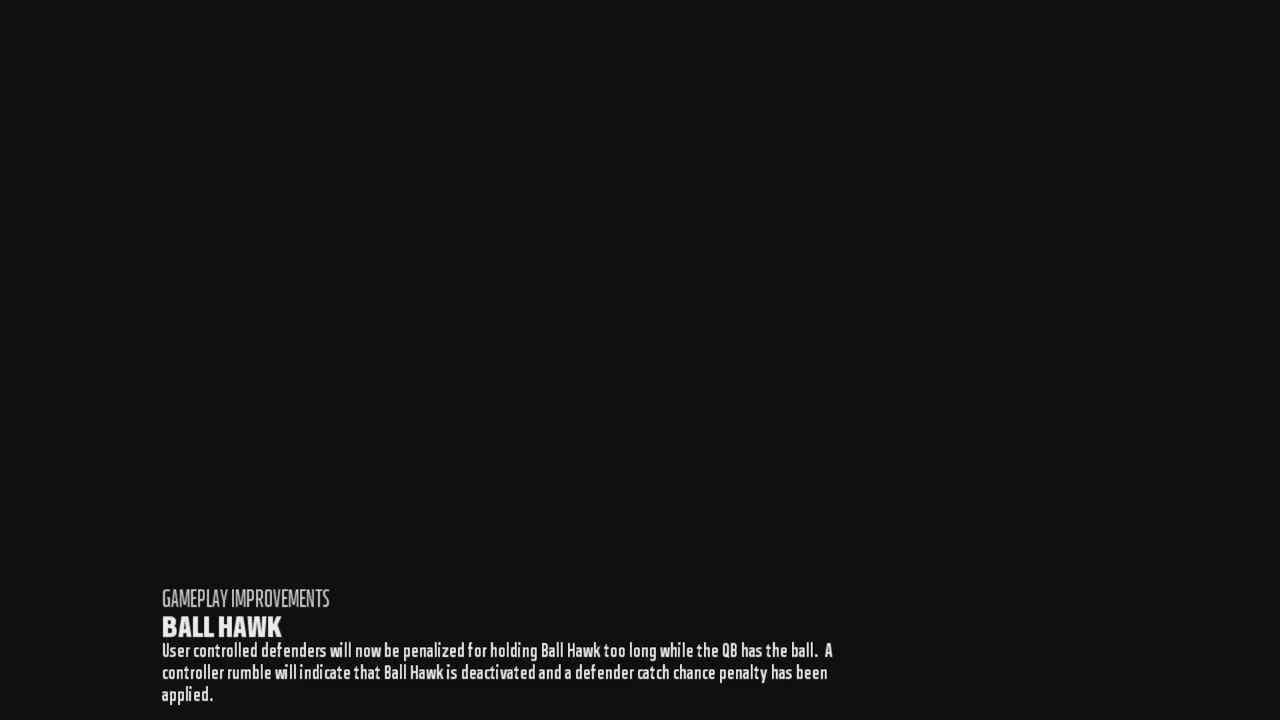 GAMEPLAY IMPROVEMENTS
BALL HAWK
User controlled defenders will now be penalized for holding Ball Hawk too long while the QB has the ball.  A
controller rumble will indicate that Ball Hawk is deactivated and a defender catch chance penalty has been
applied.